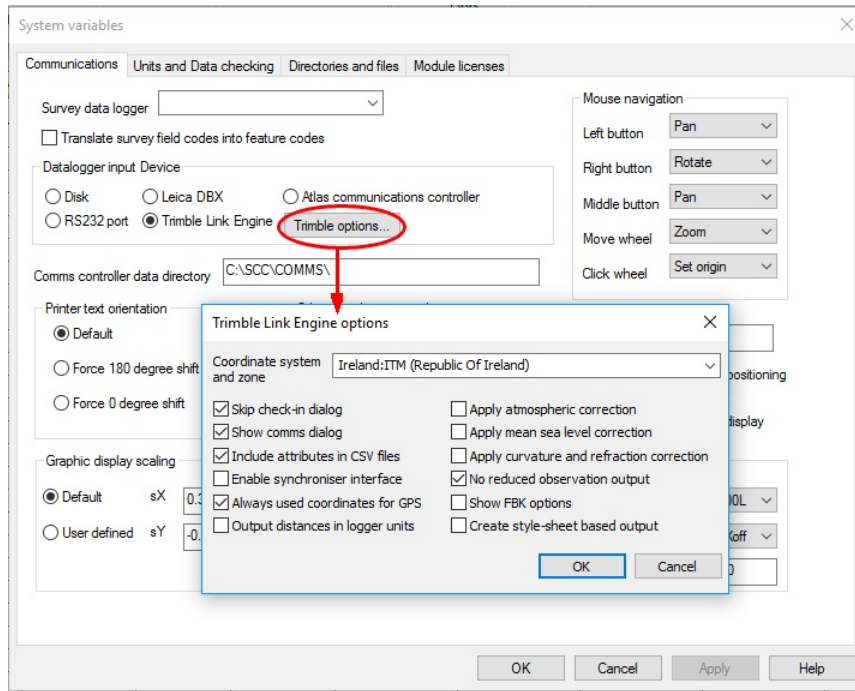 System variables
Communications
Units and Data checking
Directories and files
Module licenses
Survey data logger
Translate survey field codes into feature codes
Datalogger input Device
Disk
Leica DBX
Atlas communications controller
RS232 port
Trimble Link Engine
Trimble options...
Comms controller data directory
C:\SCC\COMMS\
Mouse navigation
Left button
Pan
Right button
Rotate
Middle button
Pan
Move wheel
Zoom
Click wheel
Set origin
Printer text orientation
Default
Force 180 degree shift
Force 0 degree shift
Graphic display scaling
Default
sX
User defined
sY
Trimble Link Engine options
Coordinate system
and zone
Ireland:ITM (Republic Of Ireland)
Skip check-in dialog
Show comms dialog
Include attributes in CSV files
Enable synchroniser interface
Always used coordinates for GPS
Output distances in logger units
Apply atmospheric correction
Apply mean sea level correction
Apply curvature and refraction correction
No reduced observation output
Show FBK options
Create style-sheet based output
OK
Cancel
OK
Cancel
Apply
Help